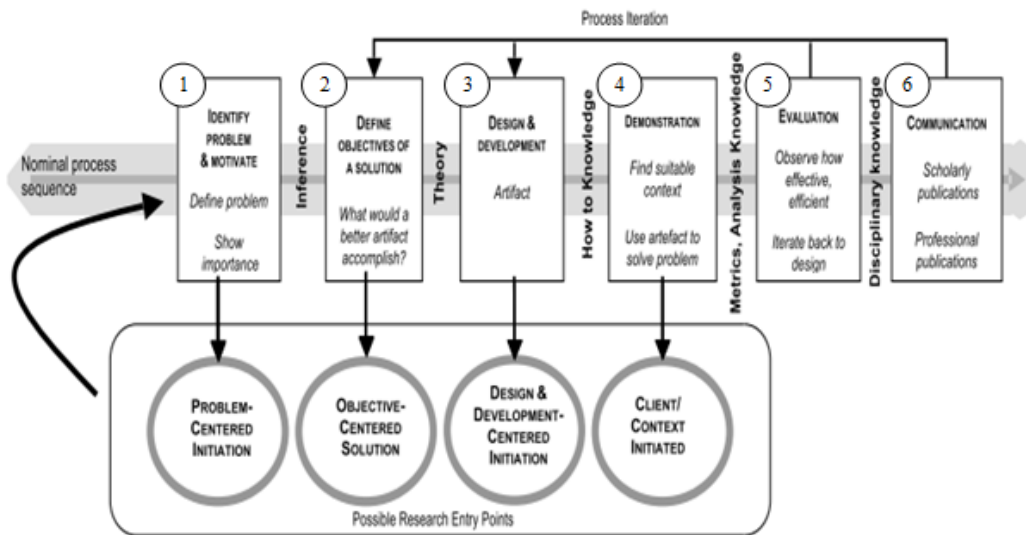 Process Iteration
1
2
3
4
5
6
Nominal process
sequence
IDENTIFY
PROBLEM
& MOTIVATE
Define problem
Show
importance
Inference
DEFINE
OBJECTIVES OF
A SOLUTION
What would a
better artifact
accomplish?
Theory
DESIGN &
DEVELOPMENT
Artifact
How to Knowledge
DEMONSTRATION
Find suitable
context
Use artefact to
solve problem
Metrics, Analysis Knowledge
EVALUATION
Observe how
effective,
efficient
Iterate back to
design
Disciplinary knowledge
COMMUNICATION
Scholarly
publications
Professional
publications
PROBLEM-
CENTERED
INITIATION
OBJECTIVE-
CENTERED
SOLUTION
DESIGN &
DEVELOPMENT-
CENTERED
INITIATION
CLIENT/
CONTEXT
INITIATED
Possible Research Entry Points